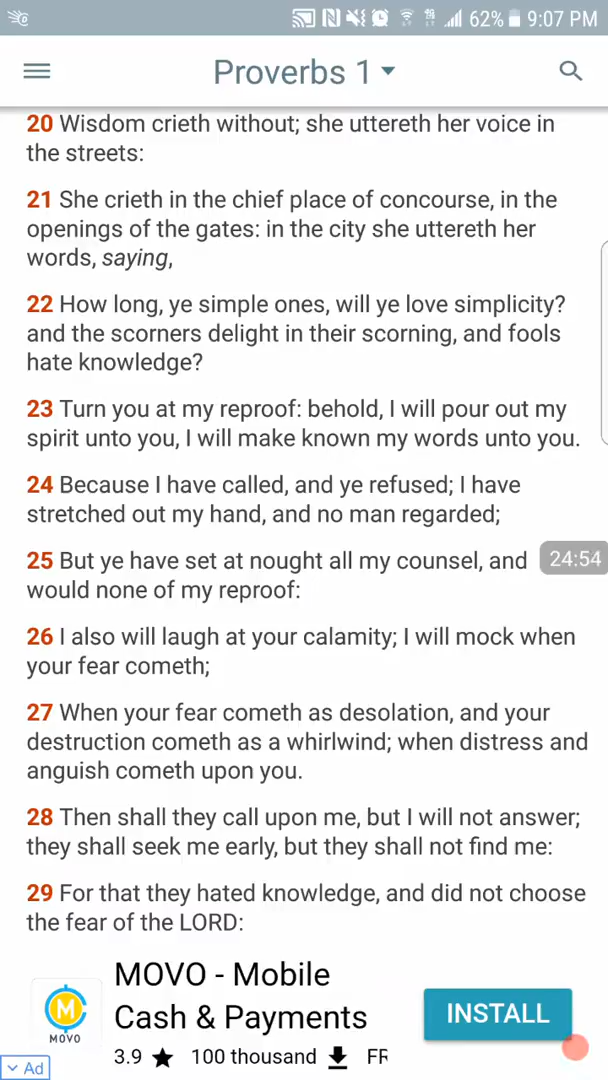 62% 9:07 PM
Proverbs 1
20 Wisdom crieth without; she uttereth her voice in
the streets:
21 She crieth in the chief place of concourse, in the
openings of the gates: in the city she uttereth her
words, saying,
22 How long, ye simple ones, will ye love simplicity?
and the scorners delight in their scorning, and fools
hate knowledge?
23 Turn you at my reproof: behold, I will pour out my
spirit unto you, I will make known my words unto you.
24 Because I have called, and ye refused; I have
stretched out my hand, and no man regarded;
25 But ye have set at nought all my counsel, and
24:54
would none of my reproof:
26 I also will laugh at your calamity; I will mock when
your fear cometh;
27 When your fear cometh as desolation, and your
destruction cometh as a whirlwind; when distress and
anguish cometh upon you.
28 Then shall they call upon me, but I will not answer;
they shall seek me early, but they shall not find me:
29 For that they hated knowledge, and did not choose
the fear of the LORD:
MOVO - Mobile
Cash & Payments
INSTALL
M
MOVO
3.9 ★ 100 thousand FR
Ad